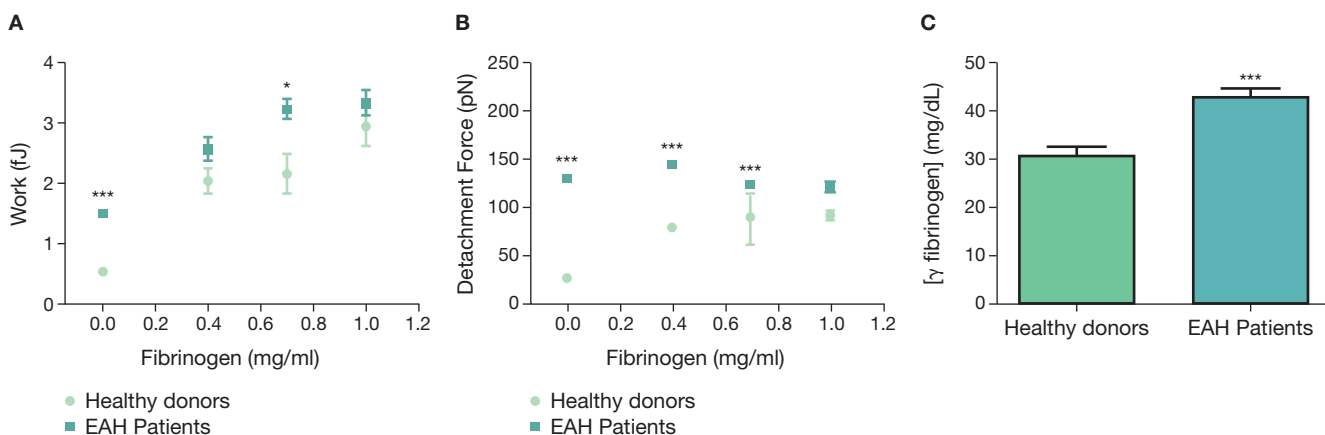 A
Work (fJ)
4
3
2
1
0
***
*
0.0 0.2 0.4 0.6 0.8 1.0 1.2
Fibrinogen (mg/ml)
Healthy donors
EAH Patients
B
Detachment Force (pN)
250
200
150
100
50
0
***
***
***
0.0 0.2 0.4 0.6 0.8 1.0 1.2
Fibrinogen (mg/ml)
Healthy donors
EAH Patients
C
[γ fibrinogen] (mg/dL)
50
40
30
20
10
0
***
Healthy donors EAH Patients